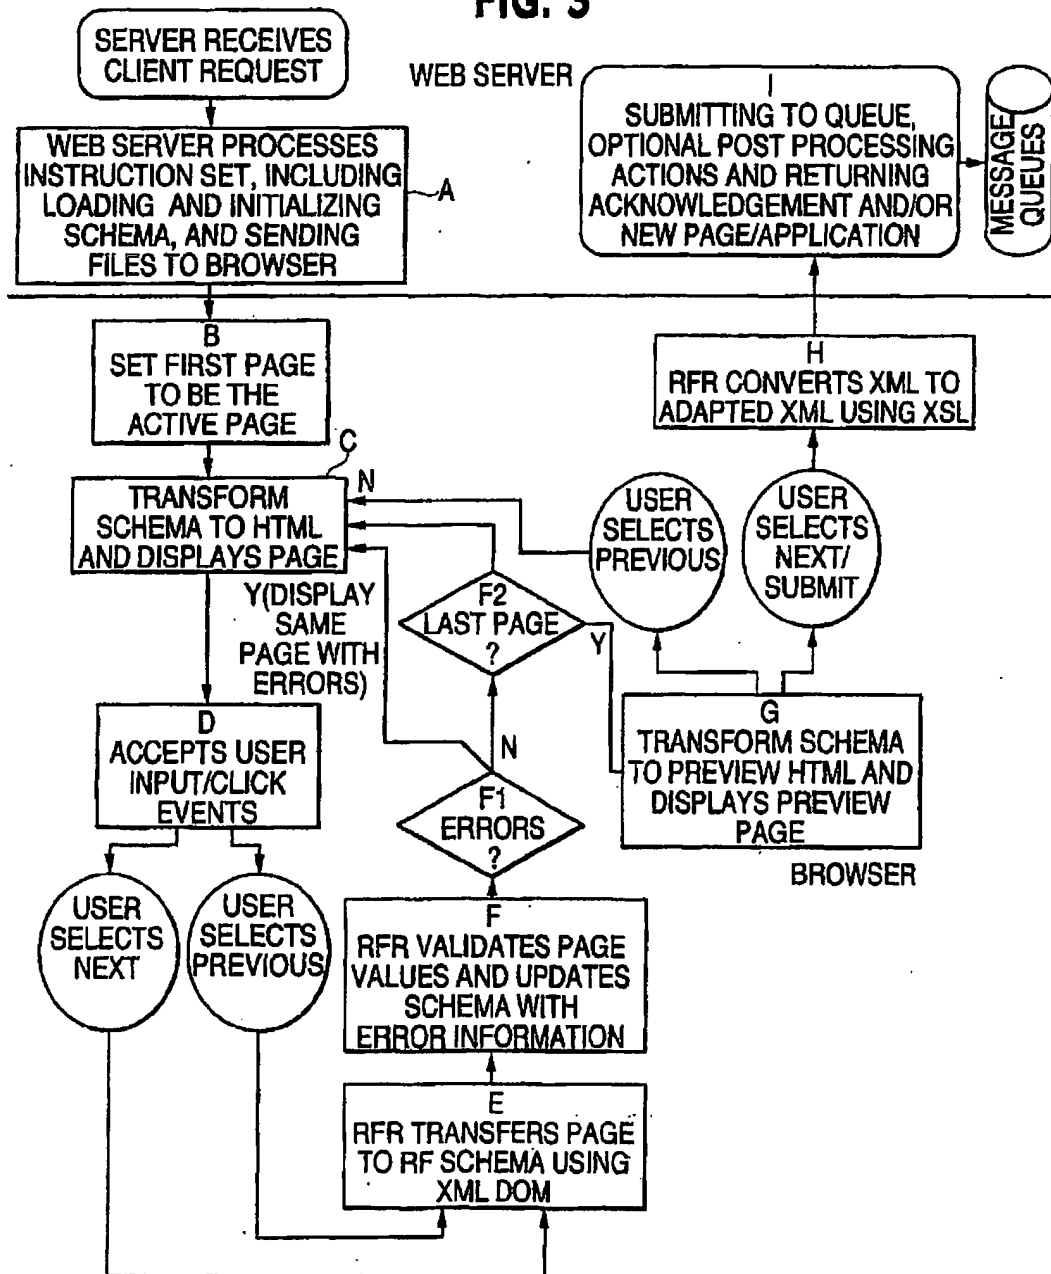 FIG. 3
SERVER RECEIVES
CLIENT REQUEST
WEB SERVER
WEB SERVER PROCESSES
INSTRUCTION SET, INCLUDING
LOADING AND INITIALIZING
SCHEMA, AND SENDING
FILES TO BROWSER
A
I
SUBMITTING TO QUEUE,
OPTIONAL POST PROCESSING
ACTIONS AND RETURNING
ACKNOWLEDGEMENT AND/OR
NEW PAGE/APPLICATION
MESSAGE
QUEUES
B
SET FIRST PAGE
TO BE THE
ACTIVE PAGE
H
RFR CONVERTS XML TO
ADAPTED XML USING XSL
C
TRANSFORM
SCHEMA TO HTML
AND DISPLAYS PAGE
N
USER
SELECTS
PREVIOUS
USER
SELECTS
NEXT/
SUBMIT
Y(DISPLAY
SAME
PAGE WITH
ERRORS)
F2
LAST PAGE
?
Y
N
G
TRANSFORM SCHEMA
TO PREVIEW HTML AND
DISPLAYS PREVIEW
PAGE
BROWSER
D
ACCEPTS USER
INPUT/CLICK
EVENTS
F1
ERRORS
?
USER
SELECTS
NEXT
USER
SELECTS
PREVIOUS
F
RFR VALIDATES PAGE
VALUES AND UPDATES
SCHEMA WITH
ERROR INFORMATION
E
RFR TRANSFERS PAGE
TO RF SCHEMA USING
XML DOM